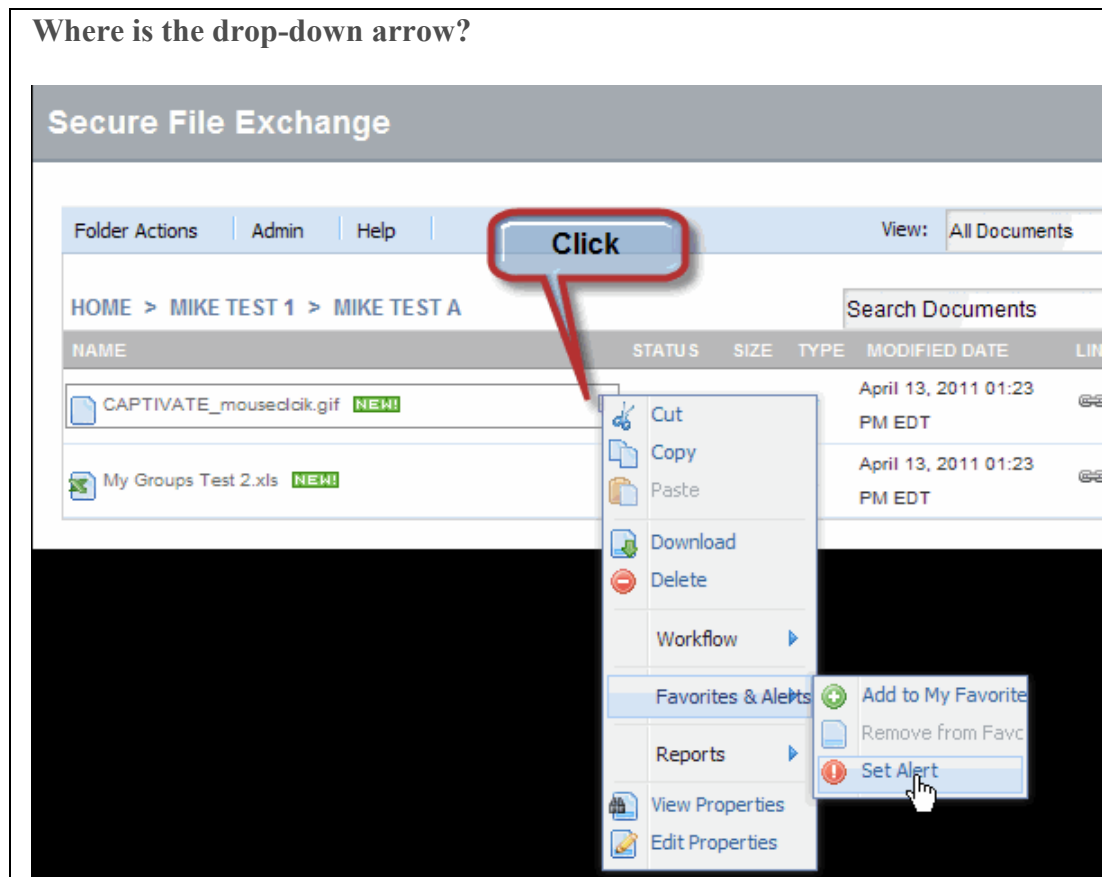 Where is the drop-down arrow?
Secure File Exchange
Folder Actions Admin Help View: All Documents
Click
HOME > MIKE TEST 1 > MIKE TEST A Search Documents
NAME STATUS SIZE TYPE MODIFIED DATE LIN
CAPTIVATE_mouseclcik.gif NEW! April 13, 2011 01:23
PM EDT
My Groups Test 2.xls NEW! April 13, 2011 01:23
PM EDT
Cut
Copy
Paste
Download
Delete
Workflow
Favorites & Alerts
Add to My Favorite
Remove from Favc
Set Alert
Reports
View Properties
Edit Properties